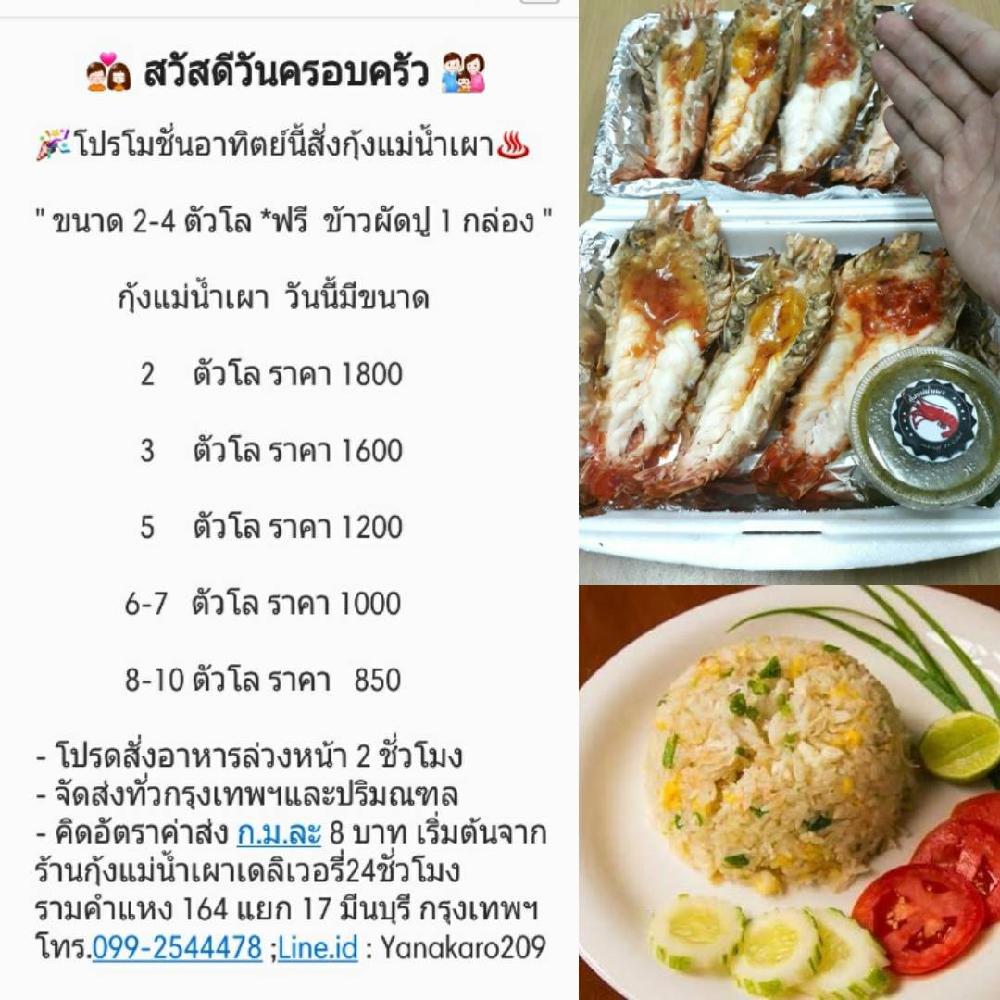 สวัสดีวันครอบครัว
โปรโมชั่นอาทิตย์นี้สั่งกุ้งแม่น้ำเผา
" ขนาด 2-4 ตัวโล *ฟรี ข้าวผัดปู 1 กล่อง "
กุ้งแม่น้ำเผา วันนี้มีขนาด
2 ตัวโล ราคา 1800
3 ตัวโล ราคา 1600
5 ตัวโล ราคา 1200
6-7 ตัวโล ราคา 1000
8-10 ตัวโล ราคา 850
- โปรดสั่งอาหารล่วงหน้า 2 ชั่วโมง
- จัดส่งทั่วกรุงเทพฯและปริมณฑล
- คิดอัตราค่าส่ง ก.ม.ละ 8 บาท เริ่มต้นจาก
ร้านกุ้งแม่น้ำเผาเดลิเวอรี่24ชั่วโมง
รามคำแหง 164 แยก 17 มีนบุรี กรุงเทพฯ
โทร.099-2544478 ;Line.id : Yanakaro209